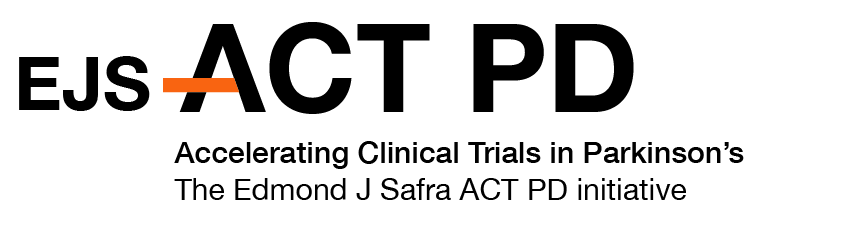 EJS ACT PD
Accelerating Clinical Trials in Parkinson's
The Edmond J Safra ACT PD initiative